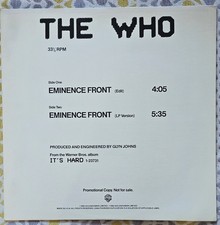 THE WHO
33⅓ RPM
Side One
EMINENCE FRONT (Edit) 4:05
Side Two
EMINENCE FRONT (LP Version) 5:35
PRODUCED AND ENGINEERED BY GLYN JOHNS
From the Warner Bros. album
IT'S HARD 1-23731
Promotional Copy Not for sale.